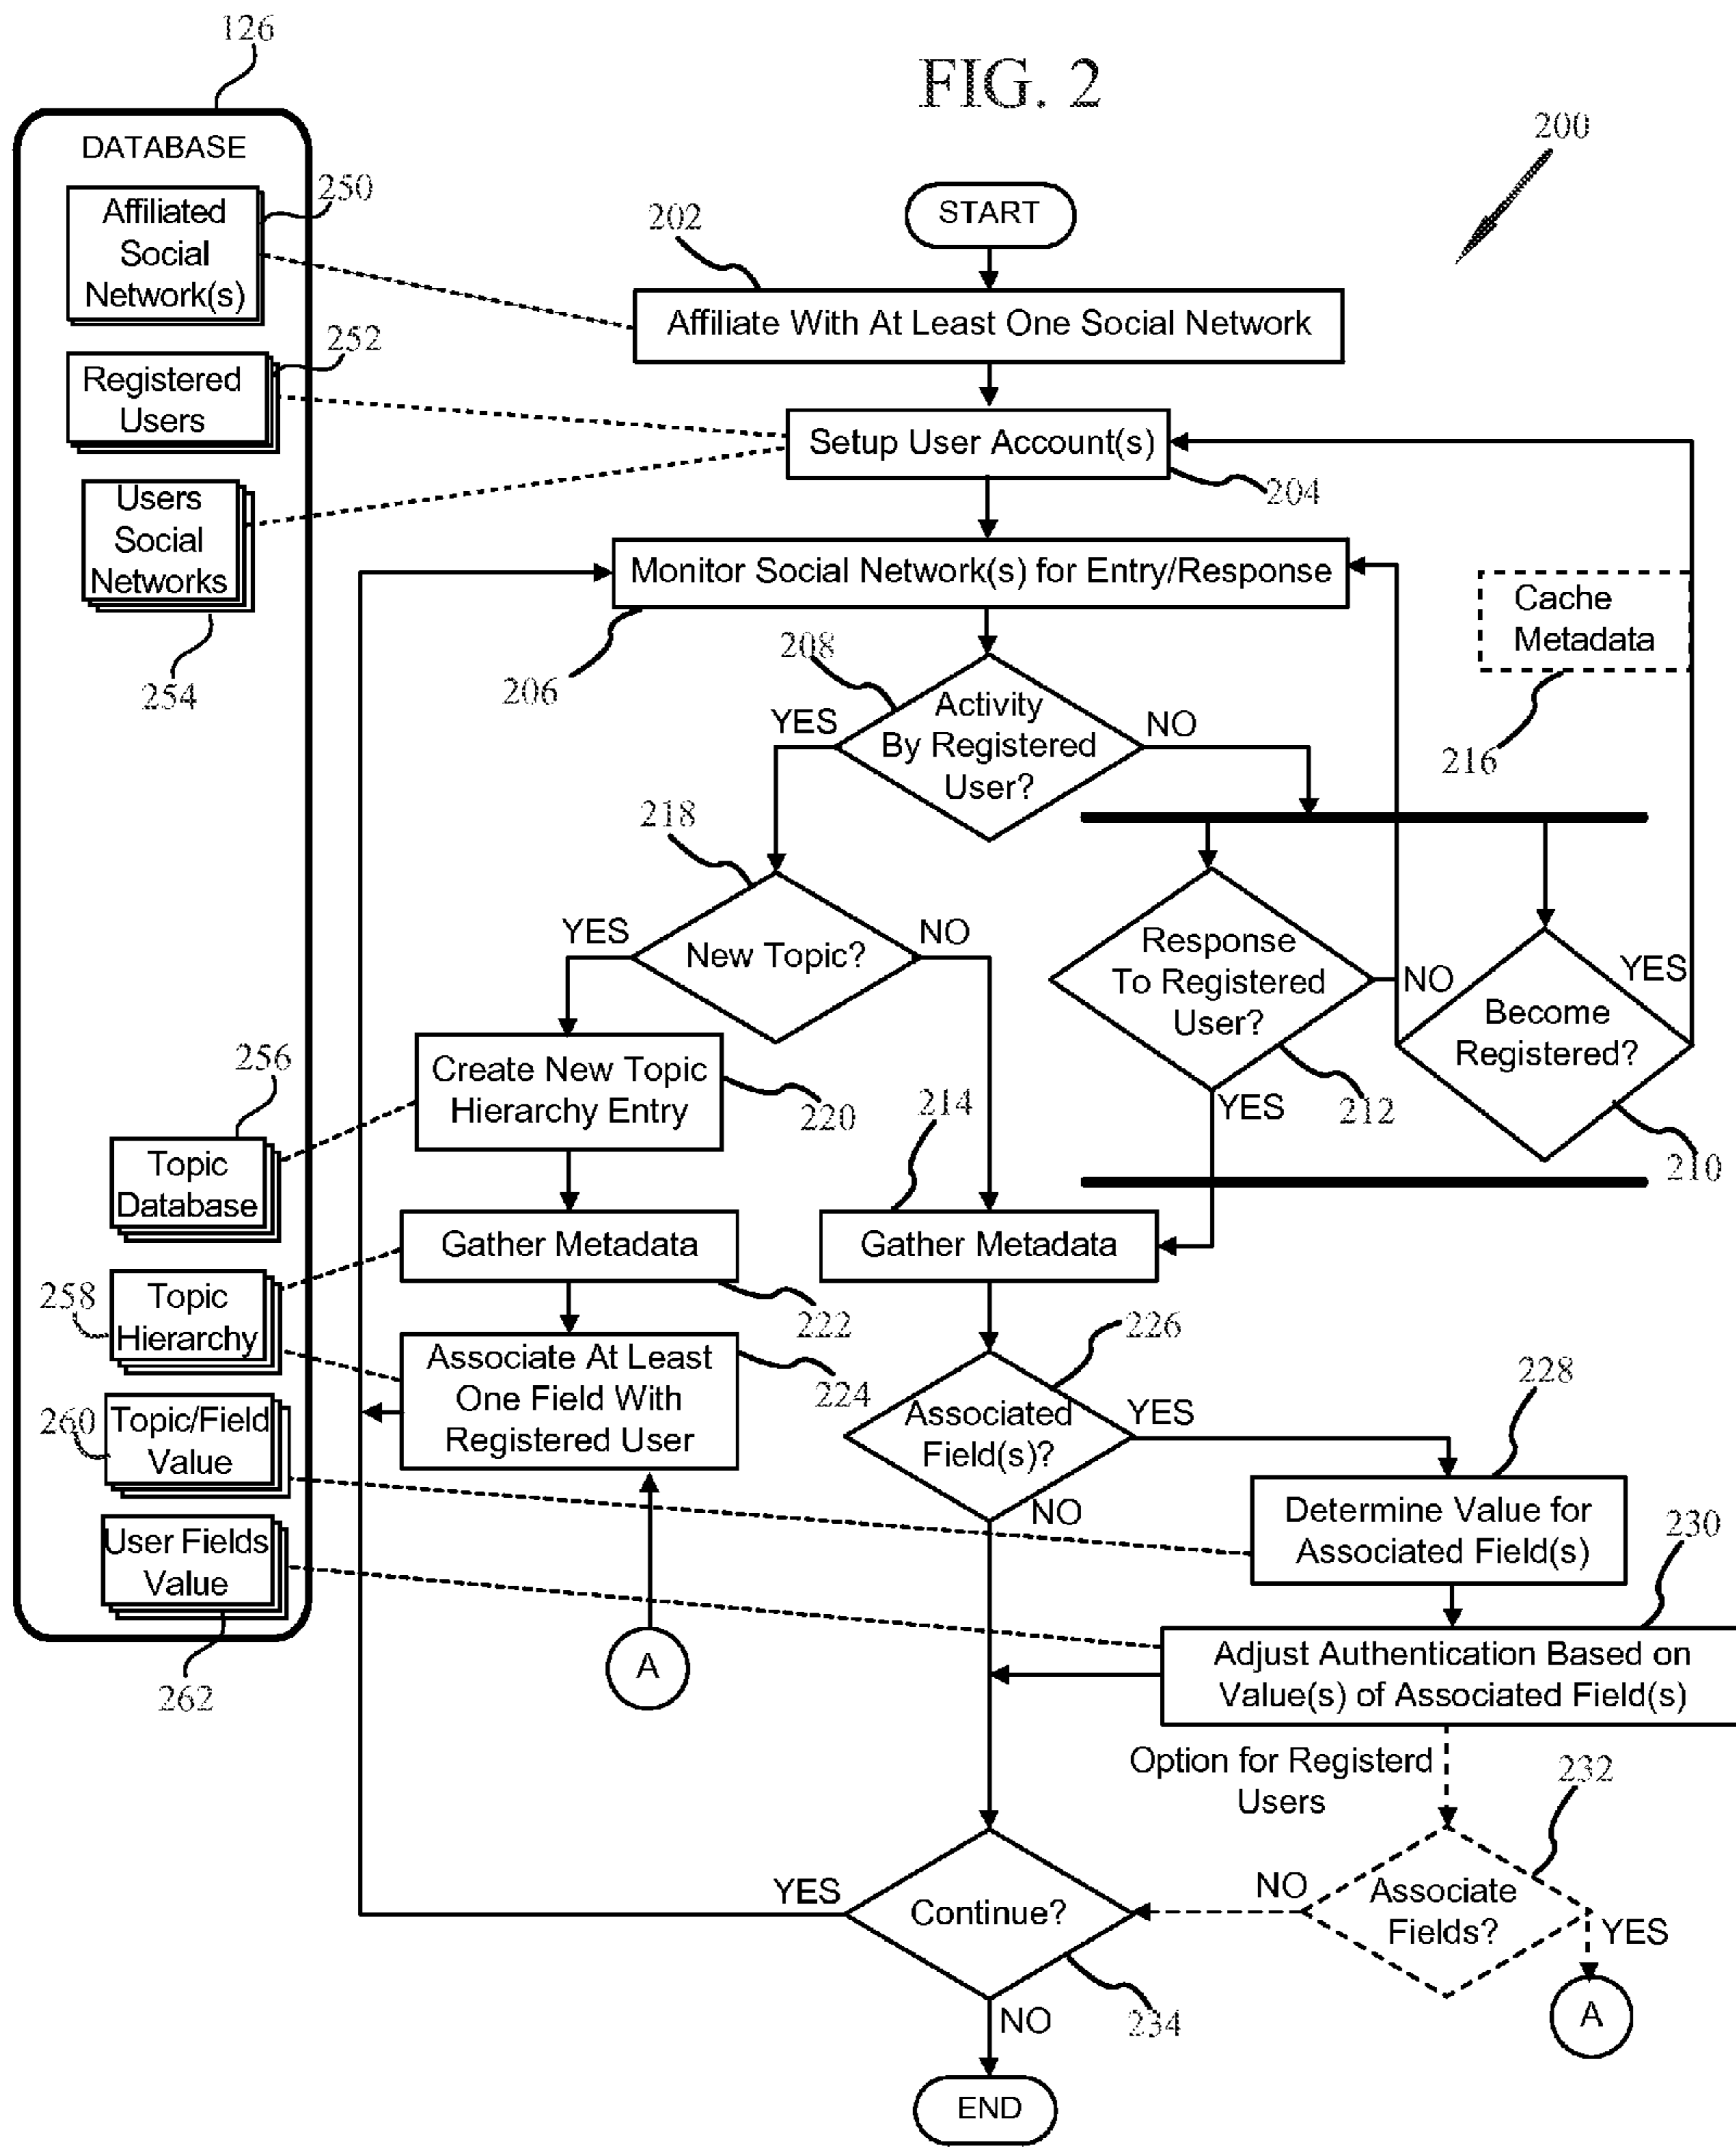 FIG. 2
126
200
DATABASE
250
Affiliated
Social
Network(s)
252
Registered
Users
Users
Social
Networks
254
256
Topic
Database
258
Topic
Hierarchy
260
Topic/Field
Value
User Fields
Value
262
START
202
Affiliate With At Least One Social Network
Setup User Account(s)
204
Monitor Social Network(s) for Entry/Response
206
Cache
Metadata
216
208
Activity
By Registered
User?
YES
NO
218
New Topic?
YES
NO
Response
To Registered
User?
NO
YES
212
Become
Registered?
YES
210
Create New Topic
Hierarchy Entry
220
214
Gather Metadata
222
Gather Metadata
Associate At Least
One Field With
Registered User
224
226
Associated
Field(s)?
YES
NO
228
Determine Value for
Associated Field(s)
230
Adjust Authentication Based on
Value(s) of Associated Field(s)
A
Option for Registerd
Users
232
Associate
Fields?
NO
YES
A
Continue?
YES
NO
234
END